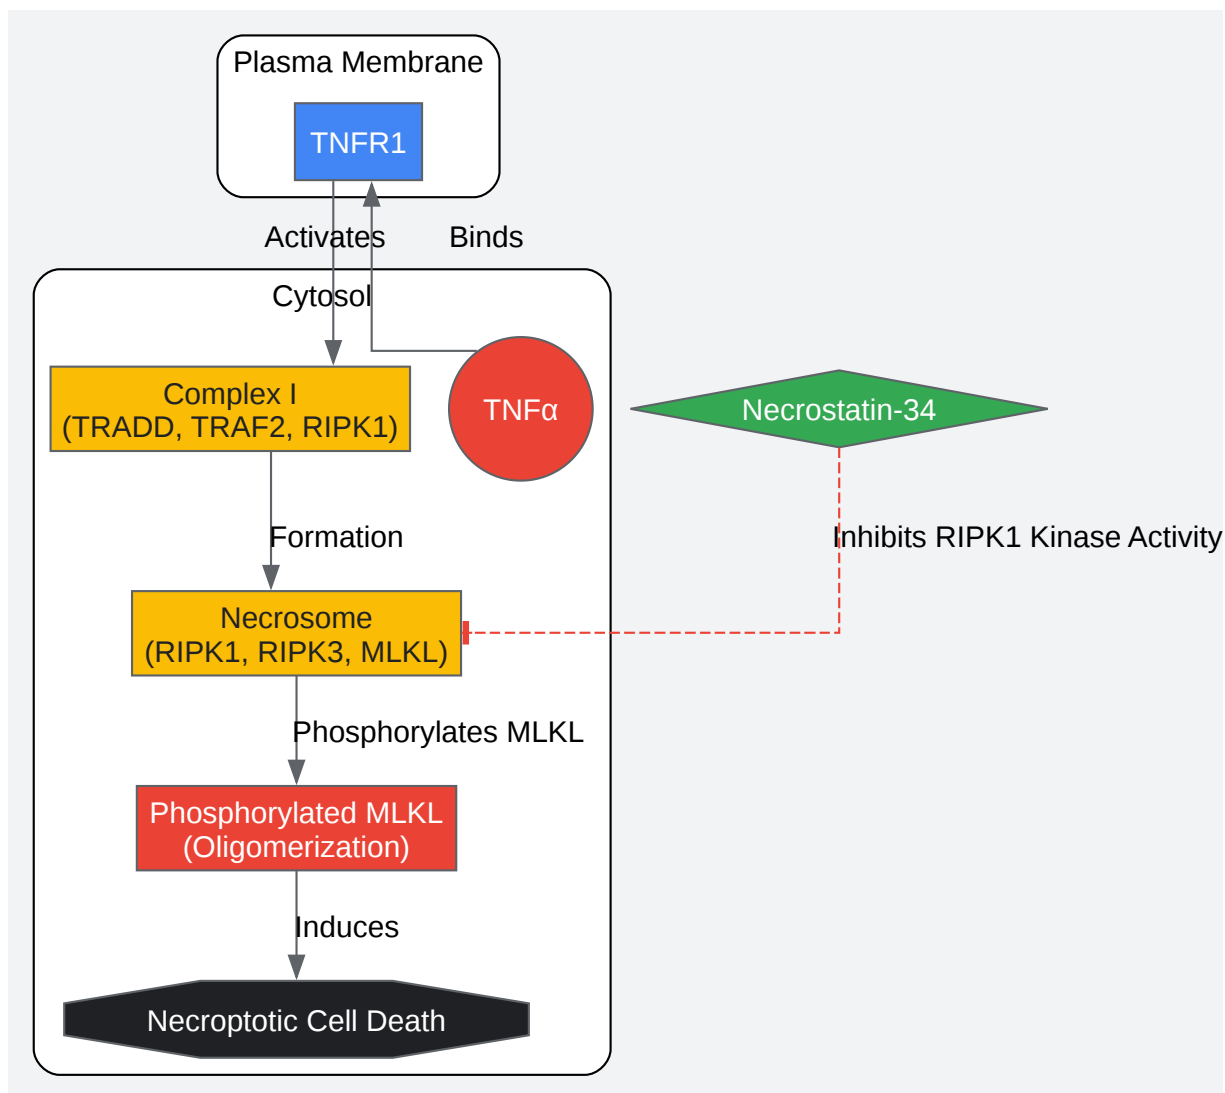 Plasma Membrane
TNFR1
Activates
Binds
Cytosol
Complex I
(TRADD, TRAF2, RIPK1)
TNFα
Necrostatin-34
Formation
Inhibits RIPK1 Kinase Activity
Necrosome
(RIPK1, RIPK3, MLKL)
Phosphorylates MLKL
Phosphorylated MLKL
(Oligomerization)
Induces
Necroptotic Cell Death